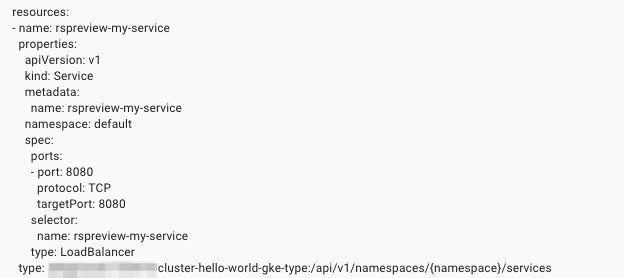 resources:
- name: rspreview-my-service
properties:
apiVersion: v1
kind: Service
metadata:
name: rspreview-my-service
namespace: default
spec:
ports:
- port: 8080
protocol: TCP
targetPort: 8080
selector:
name: rspreview-my-service
type: LoadBalancer
type: cluster-hello-world-gke-type:/api/v1/namespaces/{namespace}/services